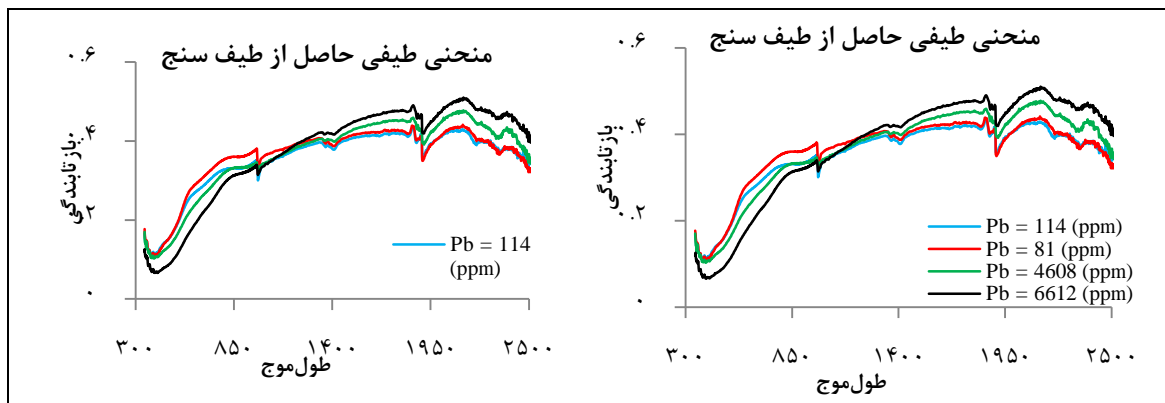 منحنی طیفی حاصل از طیف سنج
۰.۶
۰.۴
۰.۲
۰
بازتابندگی
Pb = 114
(ppm)
۳۰۰ ۸۵۰ ۱۴۰۰ ۱۹۵۰ ۲۵۰۰
طول‌موج
منحنی طیفی حاصل از طیف سنج
۰.۶
۰.۴
۰.۲
۰
بازتابندگی
Pb = 114 (ppm)
Pb = 81 (ppm)
Pb = 4608 (ppm)
Pb = 6612 (ppm)
۳۰۰ ۸۵۰ ۱۴۰۰ ۱۹۵۰ ۲۵۰۰
طول‌موج